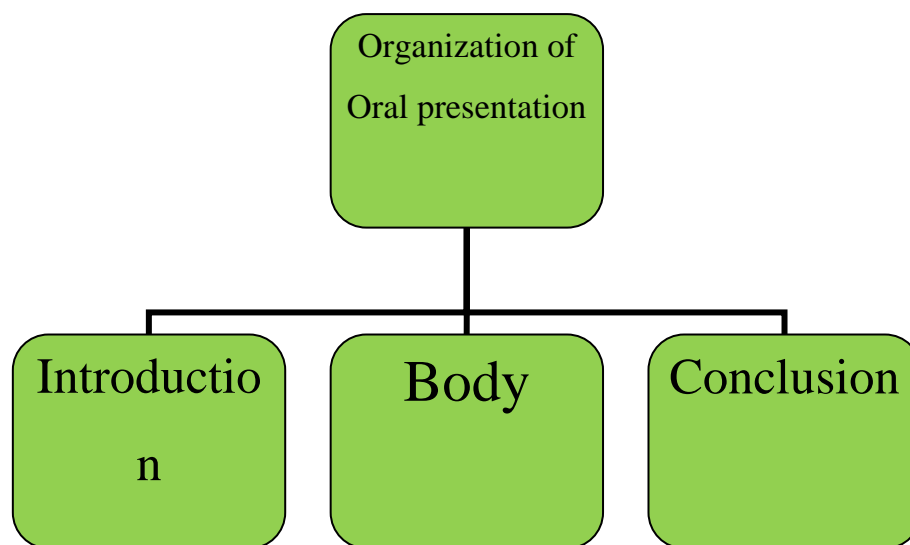 Organization of
Oral presentation
Introductio
n
Body
Conclusion